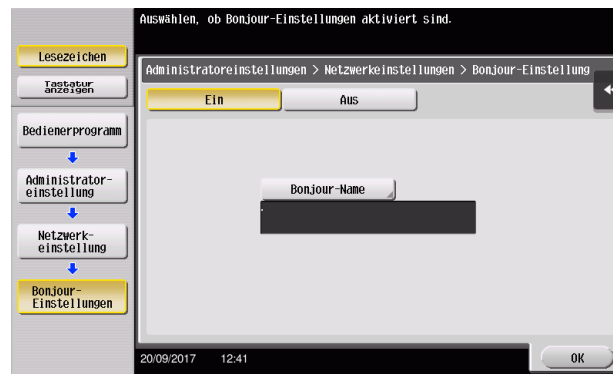 Auswählen, ob Bonjour-Einstellungen aktiviert sind.
Lesezeichen
Tastatur
anzeigen
Bedienerprogramm
Administrator-
einstellung
Netzwerk-
einstellung
Bonjour-
Einstellungen
Administratoreinstellungen > Netzwerkeinstellungen > Bonjour-Einstellung
Ein
Aus
Bonjour-Name
20/09/2017 12:41
OK